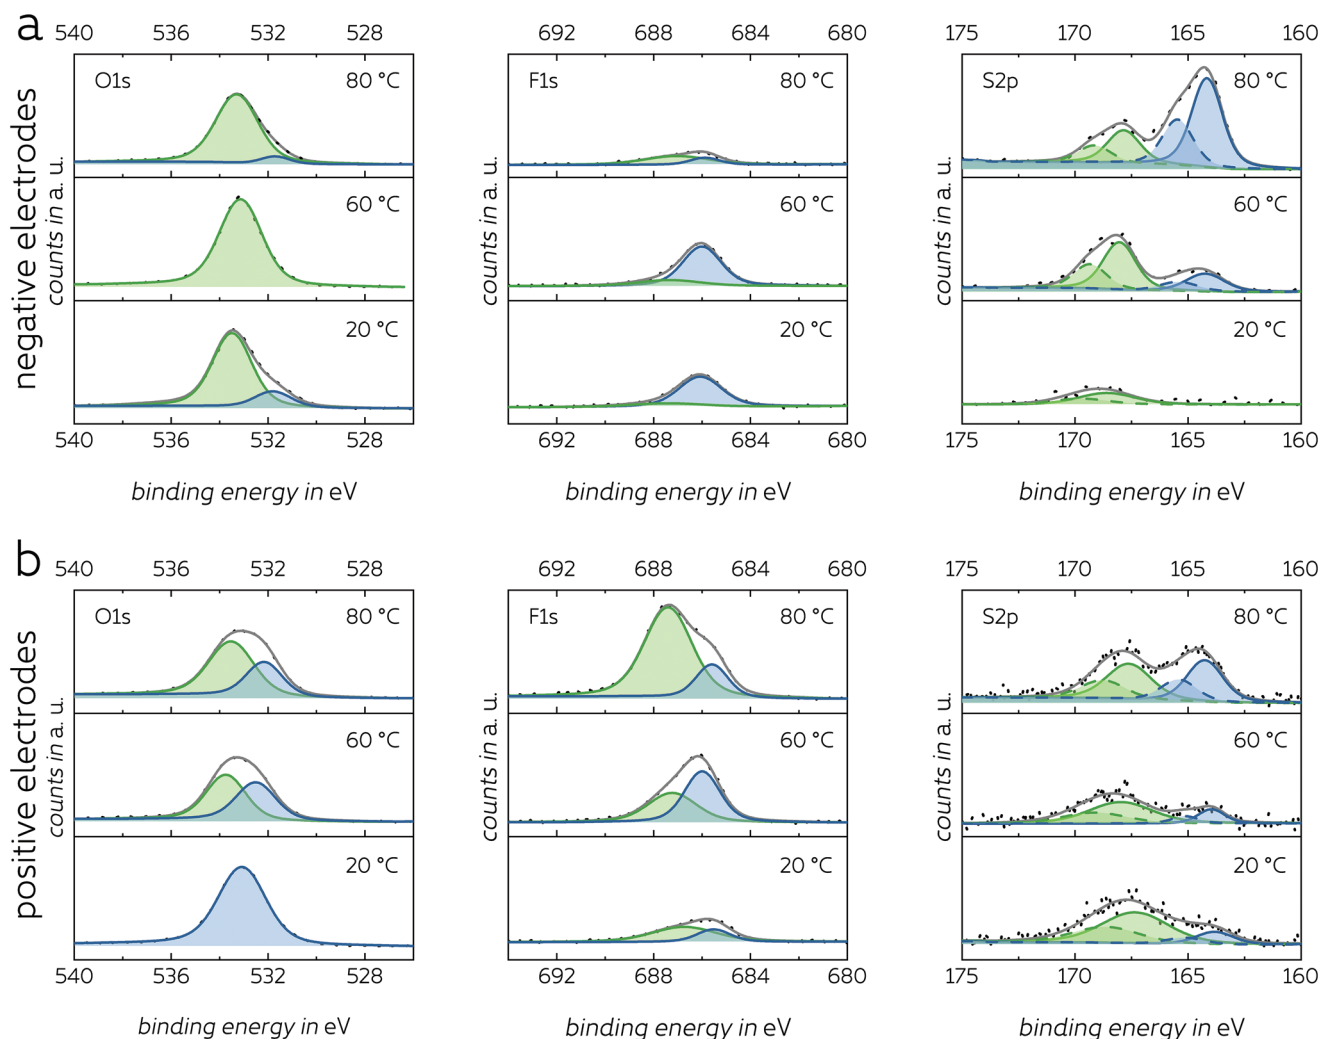 a
540 536 532 528
692 688 684 680
175 170 165 160
negative electrodes
counts in a. u.
O1s 80 °C
60 °C
20 °C
counts in a. u.
F1s 80 °C
60 °C
20 °C
counts in a. u.
S2p 80 °C
60 °C
20 °C
540 536 532 528
692 688 684 680
175 170 165 160
binding energy in eV
binding energy in eV
binding energy in eV
b
540 536 532 528
692 688 684 680
175 170 165 160
positive electrodes
counts in a. u.
O1s 80 °C
60 °C
20 °C
counts in a. u.
F1s 80 °C
60 °C
20 °C
counts in a. u.
S2p 80 °C
60 °C
20 °C
540 536 532 528
692 688 684 680
175 170 165 160
binding energy in eV
binding energy in eV
binding energy in eV